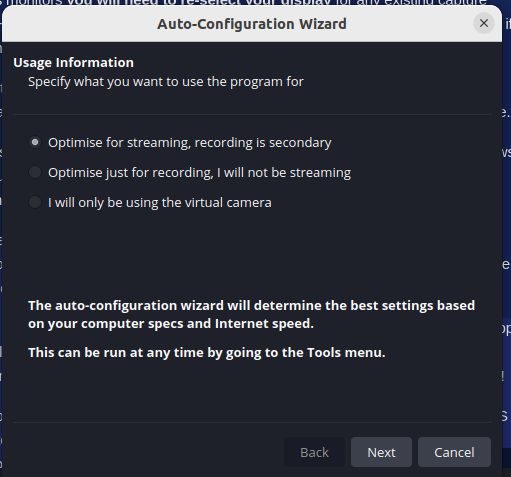 monitors you will need to re-select your display for any existing capture
Auto-Configuration Wizard
Usage Information
Specify what you want to use the program for
Optimise for streaming, recording is secondary
Optimise just for recording, I will not be streaming
I will only be using the virtual camera
The auto-configuration wizard will determine the best settings based
on your computer specs and Internet speed.
This can be run at any time by going to the Tools menu.
Back
Next
Cancel